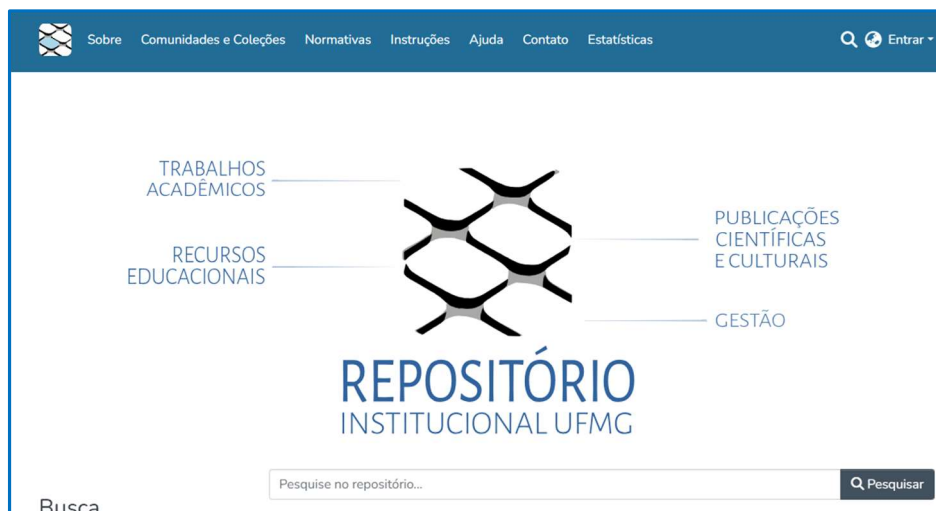 Sobre Comunidades e Coleções Normativas Instruções Ajuda Contato Estatísticas Entrar
TRABALHOS
ACADÊMICOS
RECURSOS
EDUCACIONAIS
PUBLICAÇÕES
CIENTÍFICAS
E CULTURAIS
GESTÃO
REPOSITÓRIO
INSTITUCIONAL UFMG
Pesquise no repositório... Pesquisar
Busca